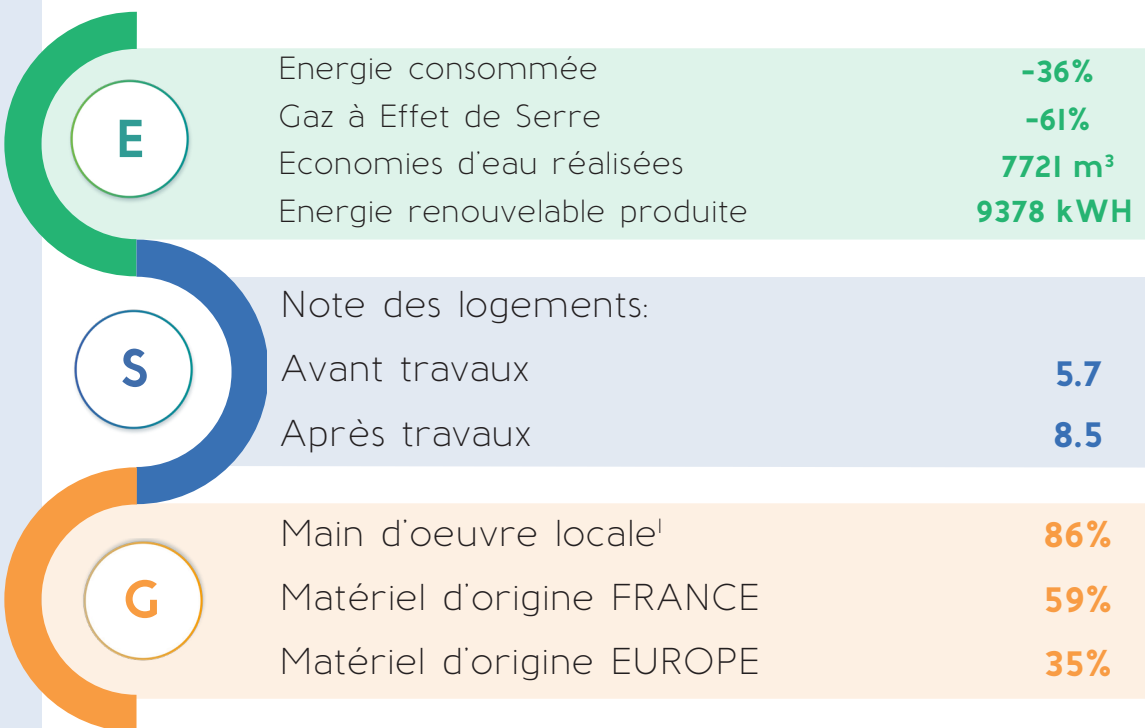 E
Energie consommée -36%
Gaz à Effet de Serre -61%
Economies d'eau réalisées 7721 m³
Energie renouvelable produite 9378 kWH
S
Note des logements:
Avant travaux 5.7
Après travaux 8.5
G
Main d'oeuvre locale¹ 86%
Matériel d'origine FRANCE 59%
Matériel d'origine EUROPE 35%